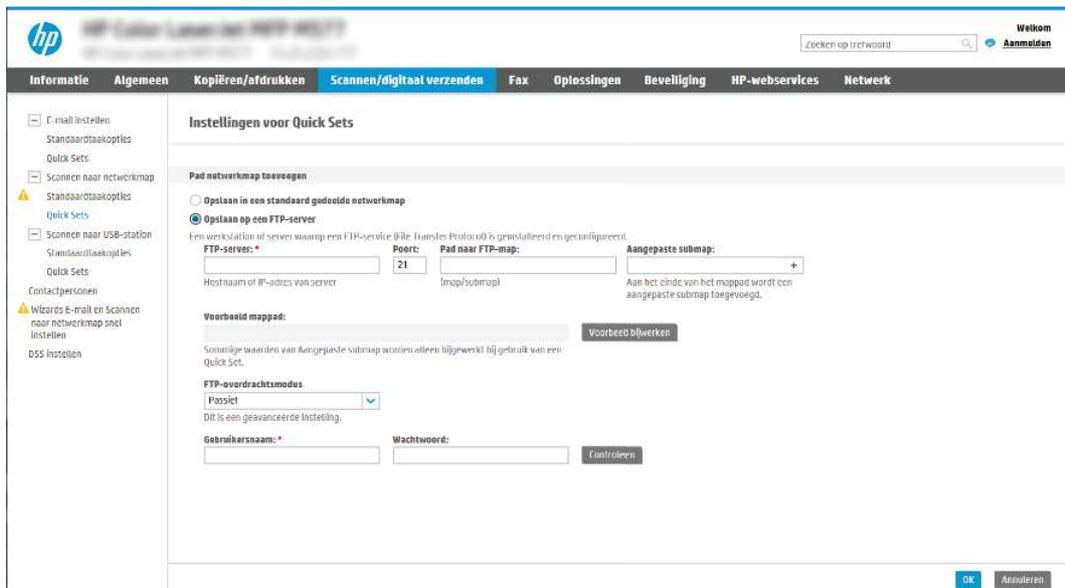 hp
HP Color LaserJet MFP M577
Welkom
Zoeken op trefwoord
Aanmelden
Informatie Algemeen Kopiëren/afdrukken Scannen/digitaal verzenden Fax Oplossingen Beveiliging HP-webservices Netwerk
E-mail instellen
Standaardtaakopties
Quick Sets
Scannen naar netwerkmap
Standaardtaakopties
Quick Sets
Scannen naar USB-station
Standaardtaakopties
Quick Sets
Contactpersonen
Wizards E-mail en Scannen
naar netwerkmap snel
instellen
DSS instellen
Instellingen voor Quick Sets
Pad netwerkmap toevoegen
Opslaan in een standaard gedeelde netwerkmap
Opslaan op een FTP-server
Een werkstation of server waarop een FTP-service (File Transfer Protocol) is geïnstalleerd en geconfigureerd.
FTP-server: * Poort: Pad naar FTP-map: Aangepaste submap:
21 +
Hostnaam of IP-adres van server (map/submap) Aan het einde van het mappad wordt een
aangepaste submap toegevoegd.
Voorbeeld mappad:
Voorbeeld bijwerken
Sommige waarden van Aangepaste submap worden alleen bijgewerkt bij gebruik van een
Quick Set.
FTP-overdrachtsmodus
Passief
Dit is een geavanceerde instelling.
Gebruikersnaam: * Wachtwoord:
Controleren
OK Annuleren